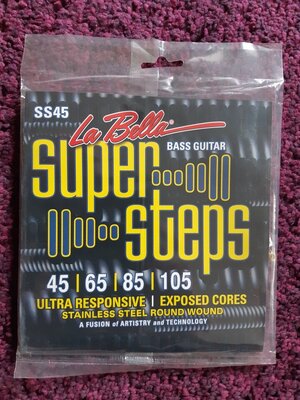 SS45
La Bella
BASS GUITAR
super
steps
45 | 65 | 85 | 105
ULTRA RESPONSIVE | EXPOSED CORES
STAINLESS STEEL ROUND WOUND
A FUSION of ARTISTRY and TECHNOLOGY